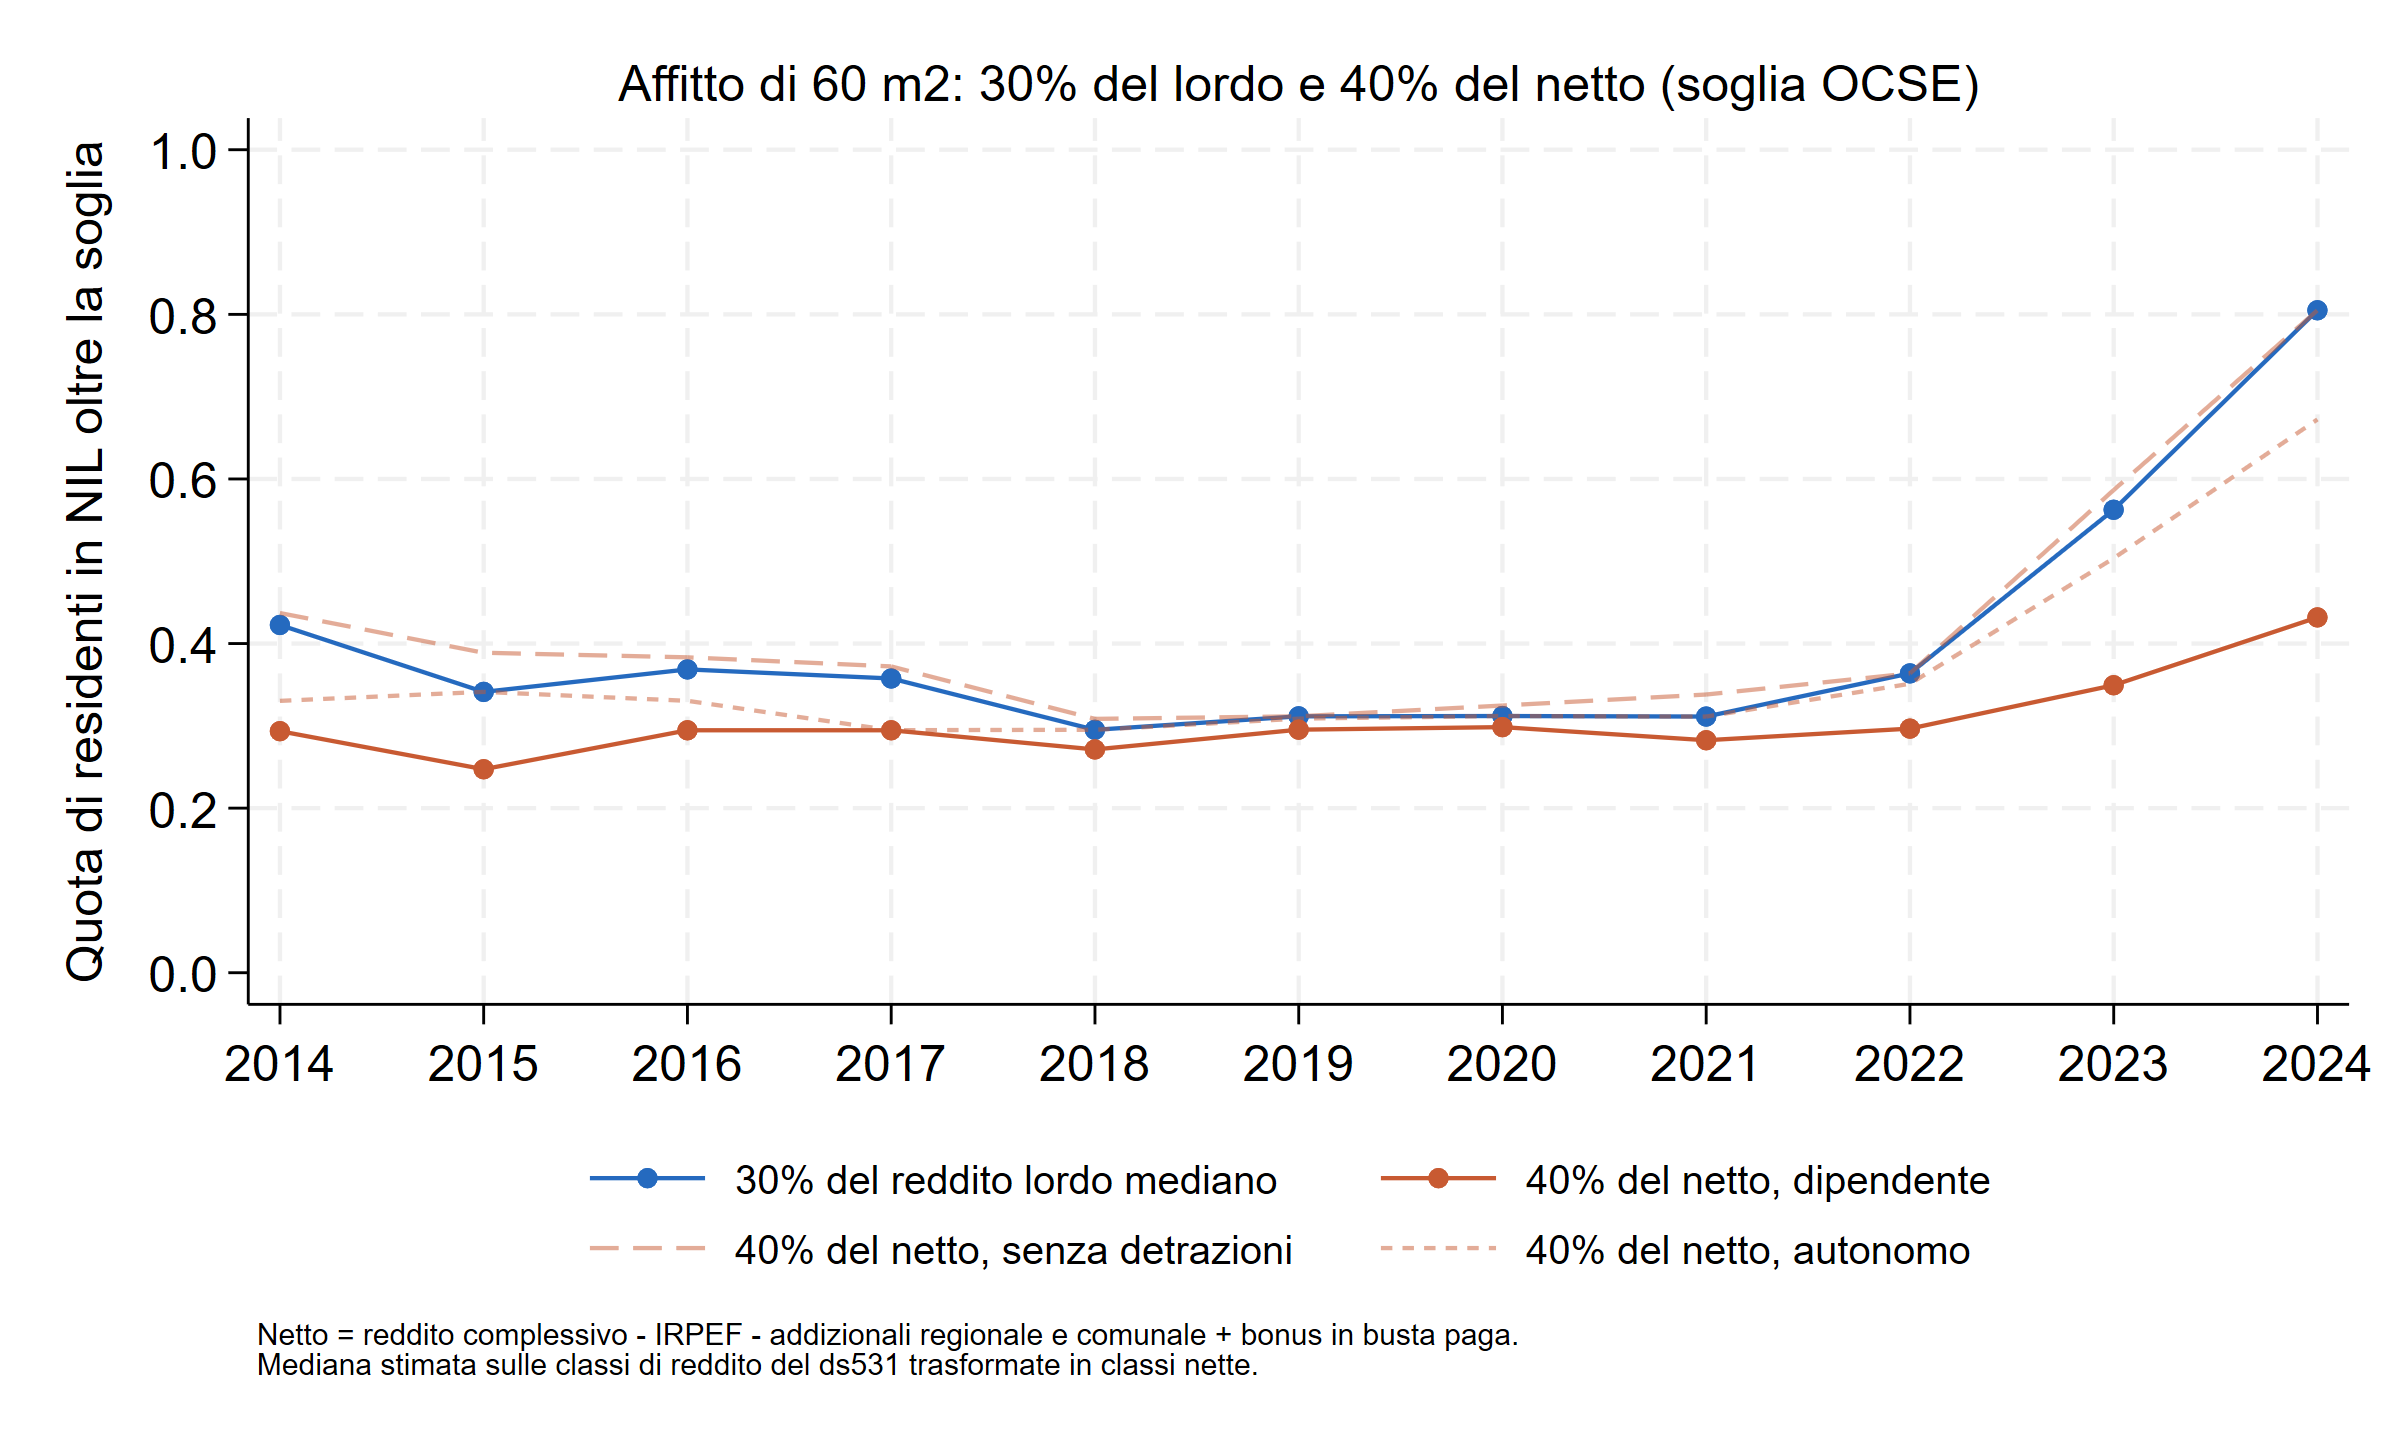 Affitto di 60 m2: 30% del lordo e 40% del netto (soglia OCSE)
Quota di residenti in NIL oltre la soglia
1.0
0.8
0.6
0.4
0.2
0.0
2014 2015 2016 2017 2018 2019 2020 2021 2022 2023 2024
30% del reddito lordo mediano
40% del netto, dipendente
40% del netto, senza detrazioni
40% del netto, autonomo
Netto = reddito complessivo - IRPEF - addizionali regionale e comunale + bonus in busta paga.
Mediana stimata sulle classi di reddito del ds531 trasformate in classi nette.